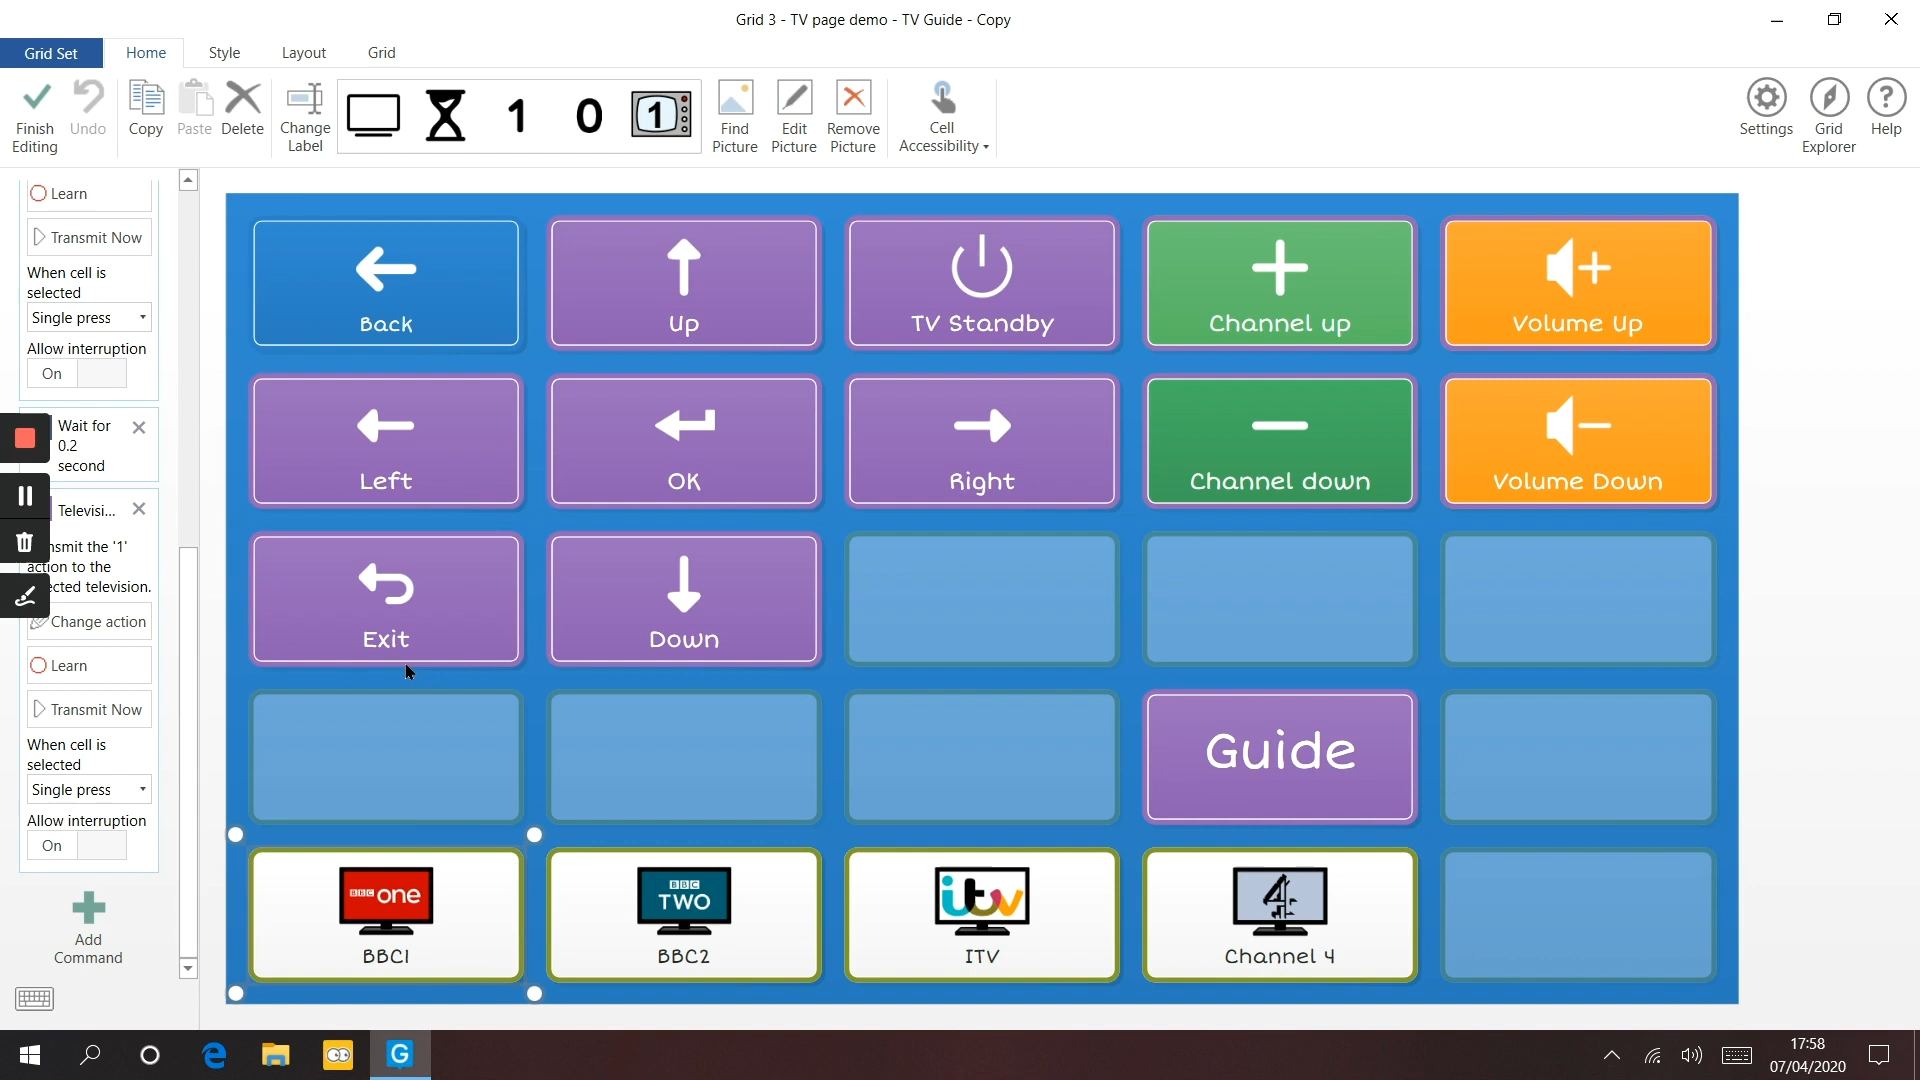 Grid 3 - TV page demo - TV Guide - Copy
Grid Set
Home
Style
Layout
Grid
Finish
Editing
Undo
Copy
Paste
Delete
Change
Label
1
0
1
Find
Picture
Edit
Picture
Remove
Picture
Cell
Accessibility
Settings
Grid
Explorer
Help
Learn
Transmit Now
When cell is
selected
Single press
Allow interruption
On
Wait for
0.2
second
Televisi...
the '1'
action to the
television.
Change action
Learn
Transmit Now
When cell is
selected
Single press
Allow interruption
On
Add
Command
Back
Up
TV Standby
Channel up
Volume Up
Left
OK
Right
Channel down
Volume Down
Exit
Down
Guide
BBC one
BBC1
BBC
TWO
BBC2
itv
ITV
4
Channel 4
G
17:58
07/04/2020